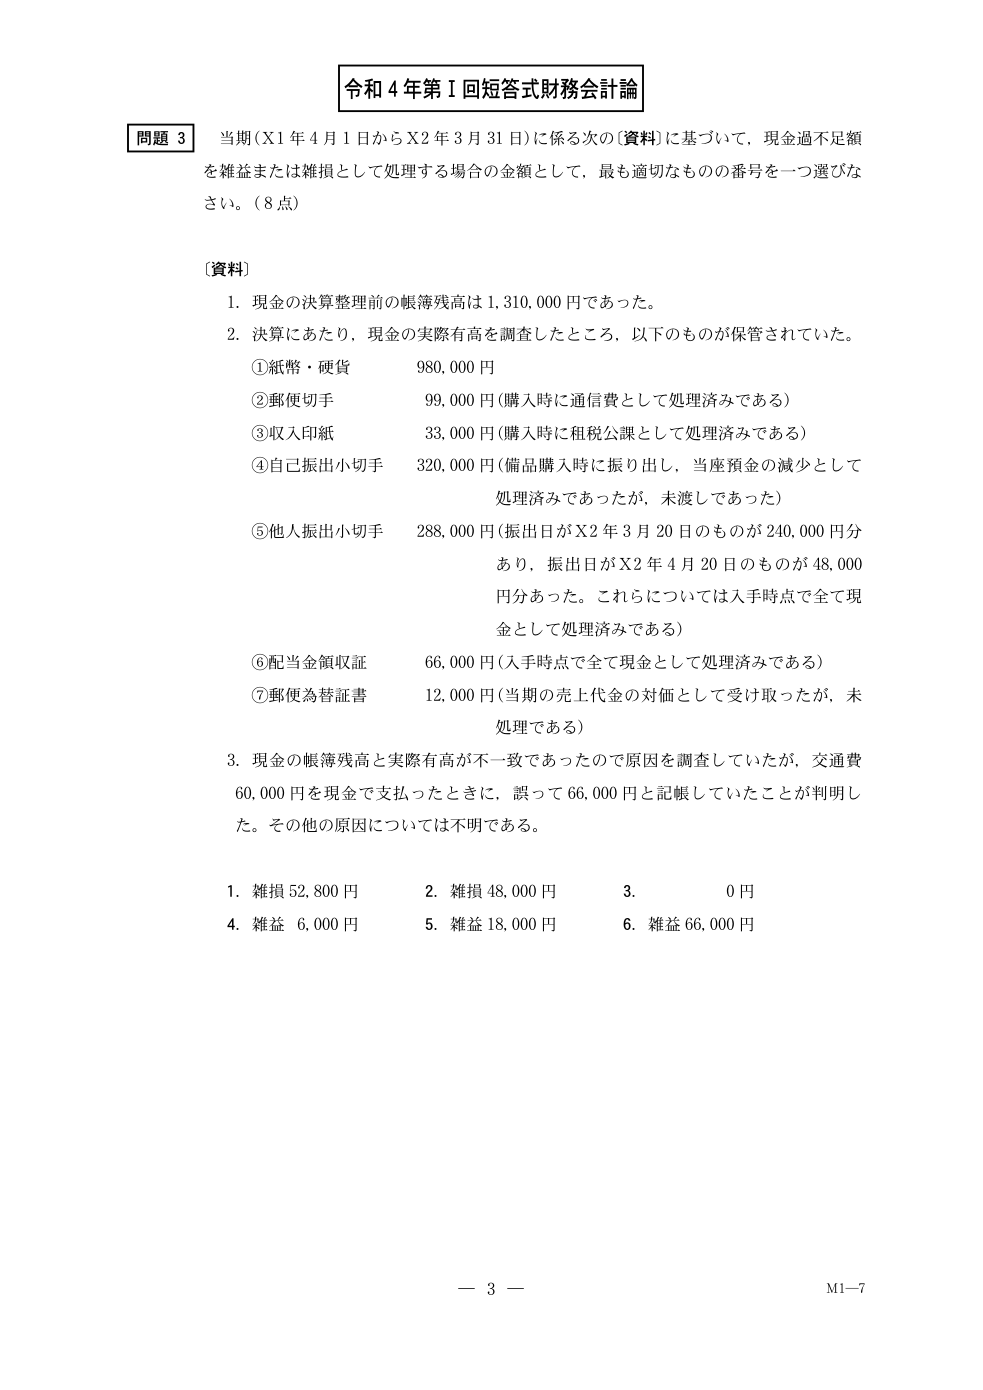 令和4年第Ⅰ回短答式財務会計論
問題 3　当期(X1年4月1日からX2年3月31日)に係る次の〔資料〕に基づいて，現金過不足額
を雑益または雑損として処理する場合の金額として，最も適切なものの番号を一つ選びな
さい。(8点)
〔資料〕
1. 現金の決算整理前の帳簿残高は1,310,000円であった。
2. 決算にあたり，現金の実際有高を調査したところ，以下のものが保管されていた。
①紙幣・硬貨　980,000円
②郵便切手　99,000円(購入時に通信費として処理済みである)
③収入印紙　33,000円(購入時に租税公課として処理済みである)
④自己振出小切手　320,000円(備品購入時に振り出し，当座預金の減少として
処理済みであったが，未渡しであった)
⑤他人振出小切手　288,000円(振出日がX2年3月20日のものが240,000円分
あり，振出日がX2年4月20日のものが48,000
円分あった。これらについては入手時点で全て現
金として処理済みである)
⑥配当金領収証　66,000円(入手時点で全て現金として処理済みである)
⑦郵便為替証書　12,000円(当期の売上代金の対価として受け取ったが，未
処理である)
3. 現金の帳簿残高と実際有高が不一致であったので原因を調査していたが，交通費
60,000円を現金で支払ったときに，誤って66,000円と記帳していたことが判明し
た。その他の原因については不明である。
1. 雑損 52,800円　2. 雑損 48,000円　3. 0円
4. 雑益 6,000円　5. 雑益 18,000円　6. 雑益 66,000円
― 3 ―　M1―7